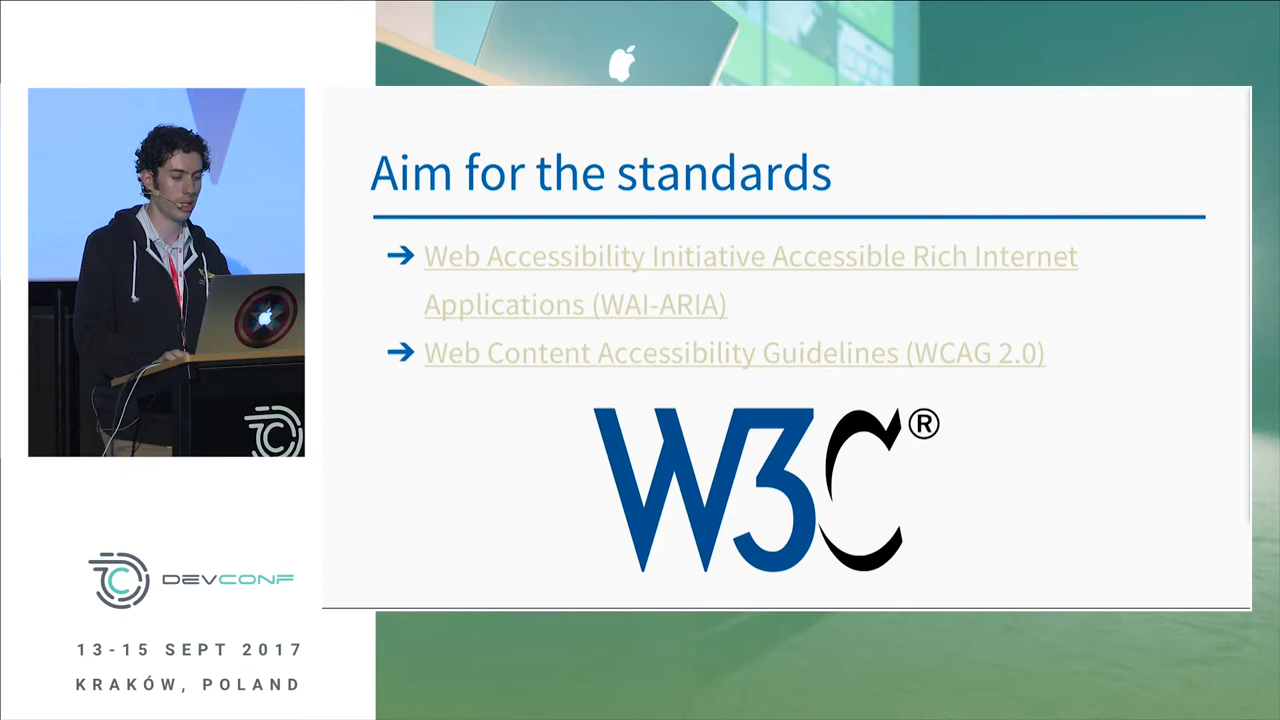 Aim for the standards
➔ Web Accessibility Initiative Accessible Rich Internet
Applications (WAI-ARIA)
➔ Web Content Accessibility Guidelines (WCAG 2.0)
W3C®
DEVCONF
13-15 SEPT 2017
KRAKÓW, POLAND